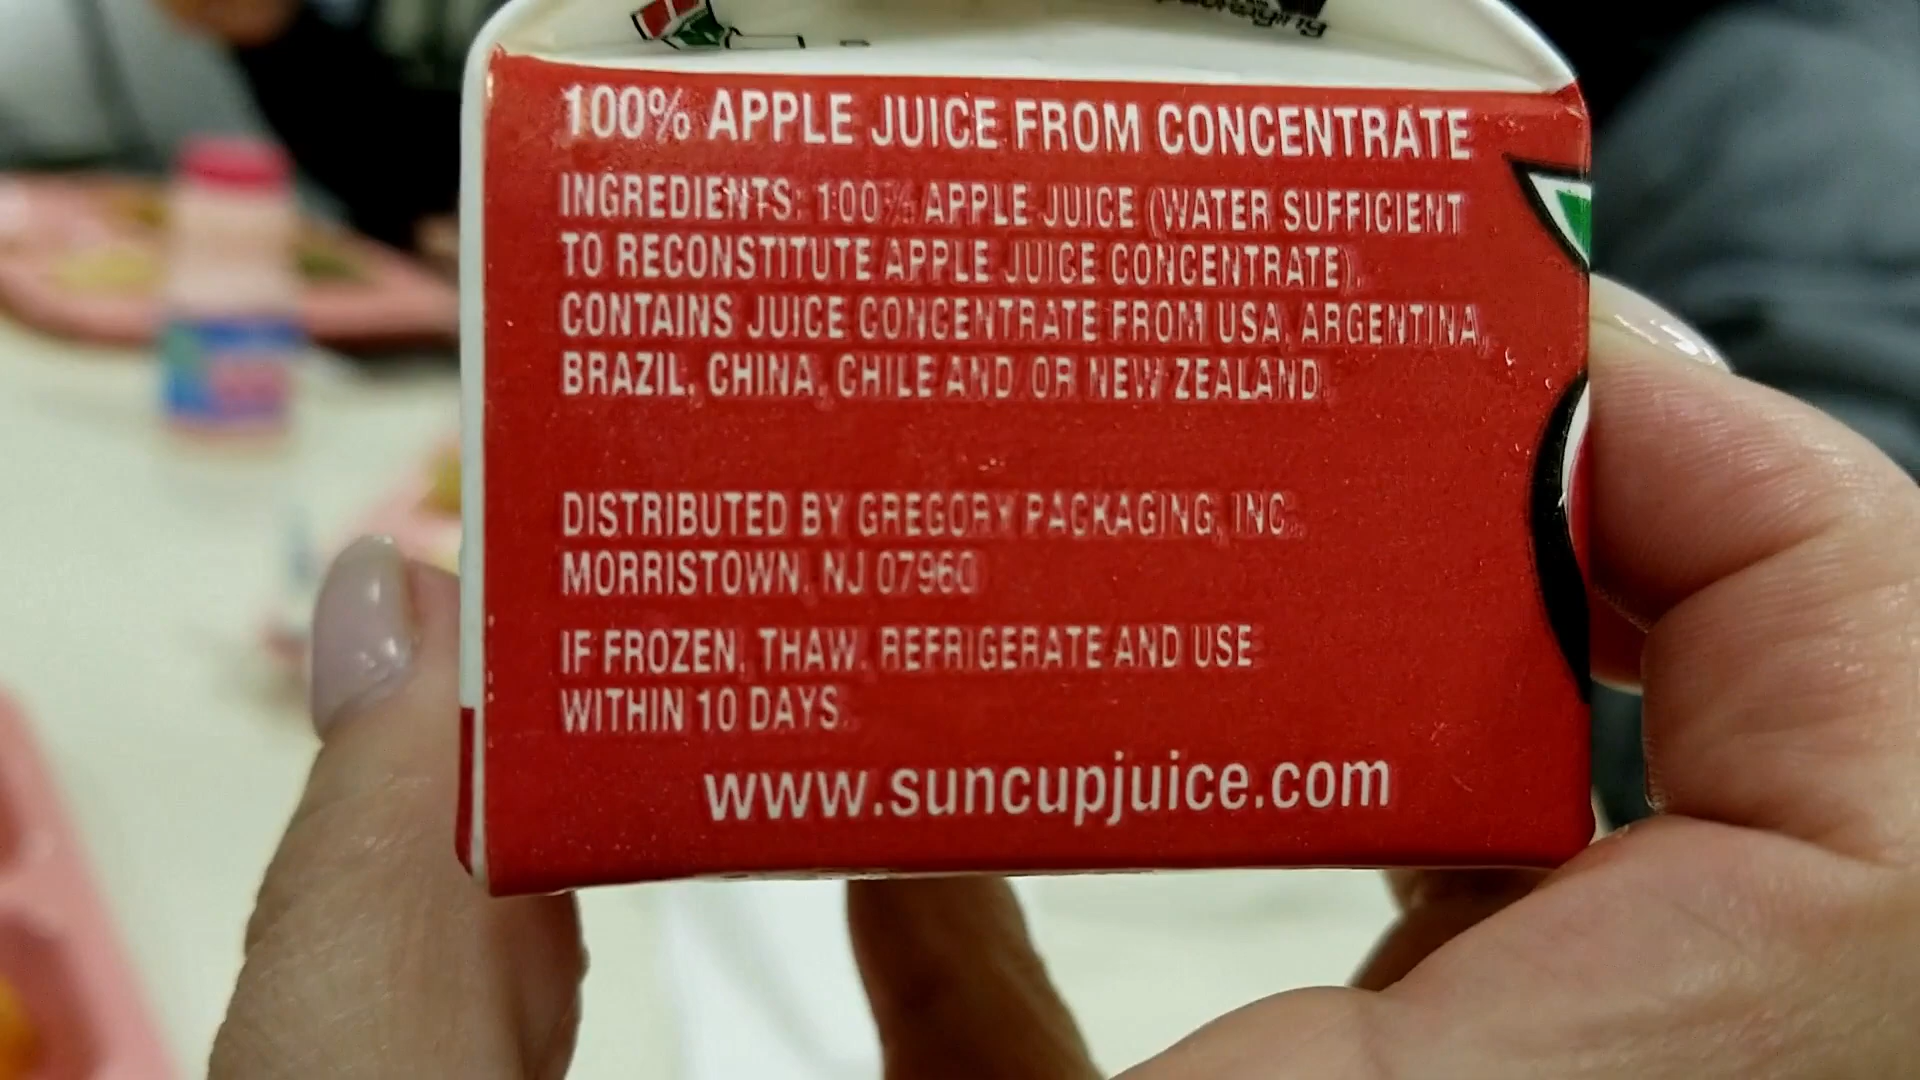 100% APPLE JUICE FROM CONCENTRATE
INGREDIENTS: 100% APPLE JUICE (WATER SUFFICIENT
TO RECONSTITUTE APPLE JUICE CONCENTRATE).
CONTAINS JUICE CONCENTRATE FROM USA, ARGENTINA,
BRAZIL, CHINA, CHILE AND OR NEW ZEALAND
DISTRIBUTED BY GREGORY PACKAGING, INC.
MORRISTOWN, NJ 07960
IF FROZEN, THAW, REFRIGERATE AND USE
WITHIN 10 DAYS.
www.suncupjuice.com